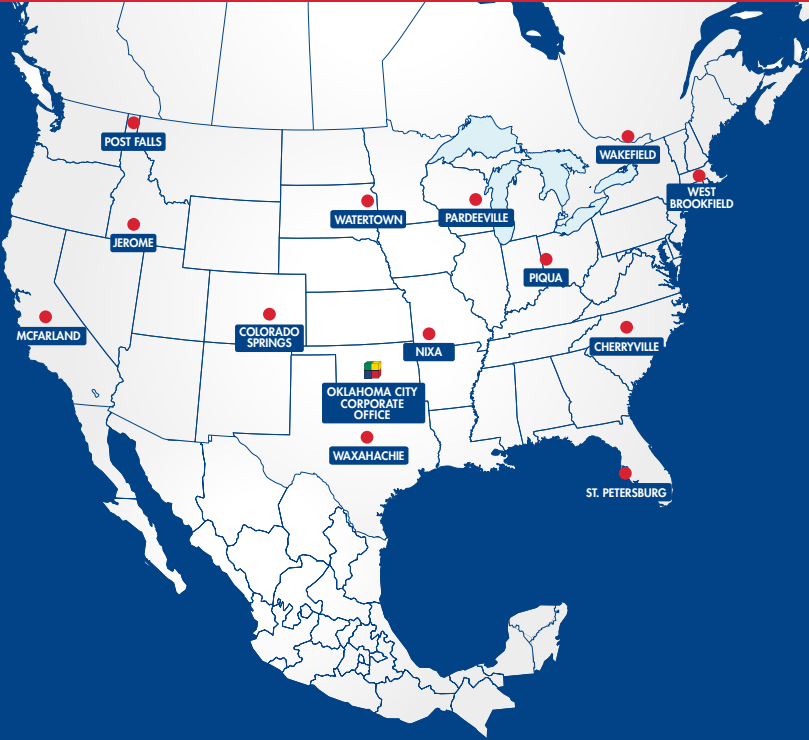 POST FALLS
WAKEFIELD
WEST
BROOKFIELD
WATERTOWN
PARDEEVILLE
JEROME
PIQUA
MCFARLAND
COLORADO
SPRINGS
NIXA
CHERRYVILLE
OKLAHOMA CITY
CORPORATE
OFFICE
WAXAHACHIE
ST. PETERSBURG